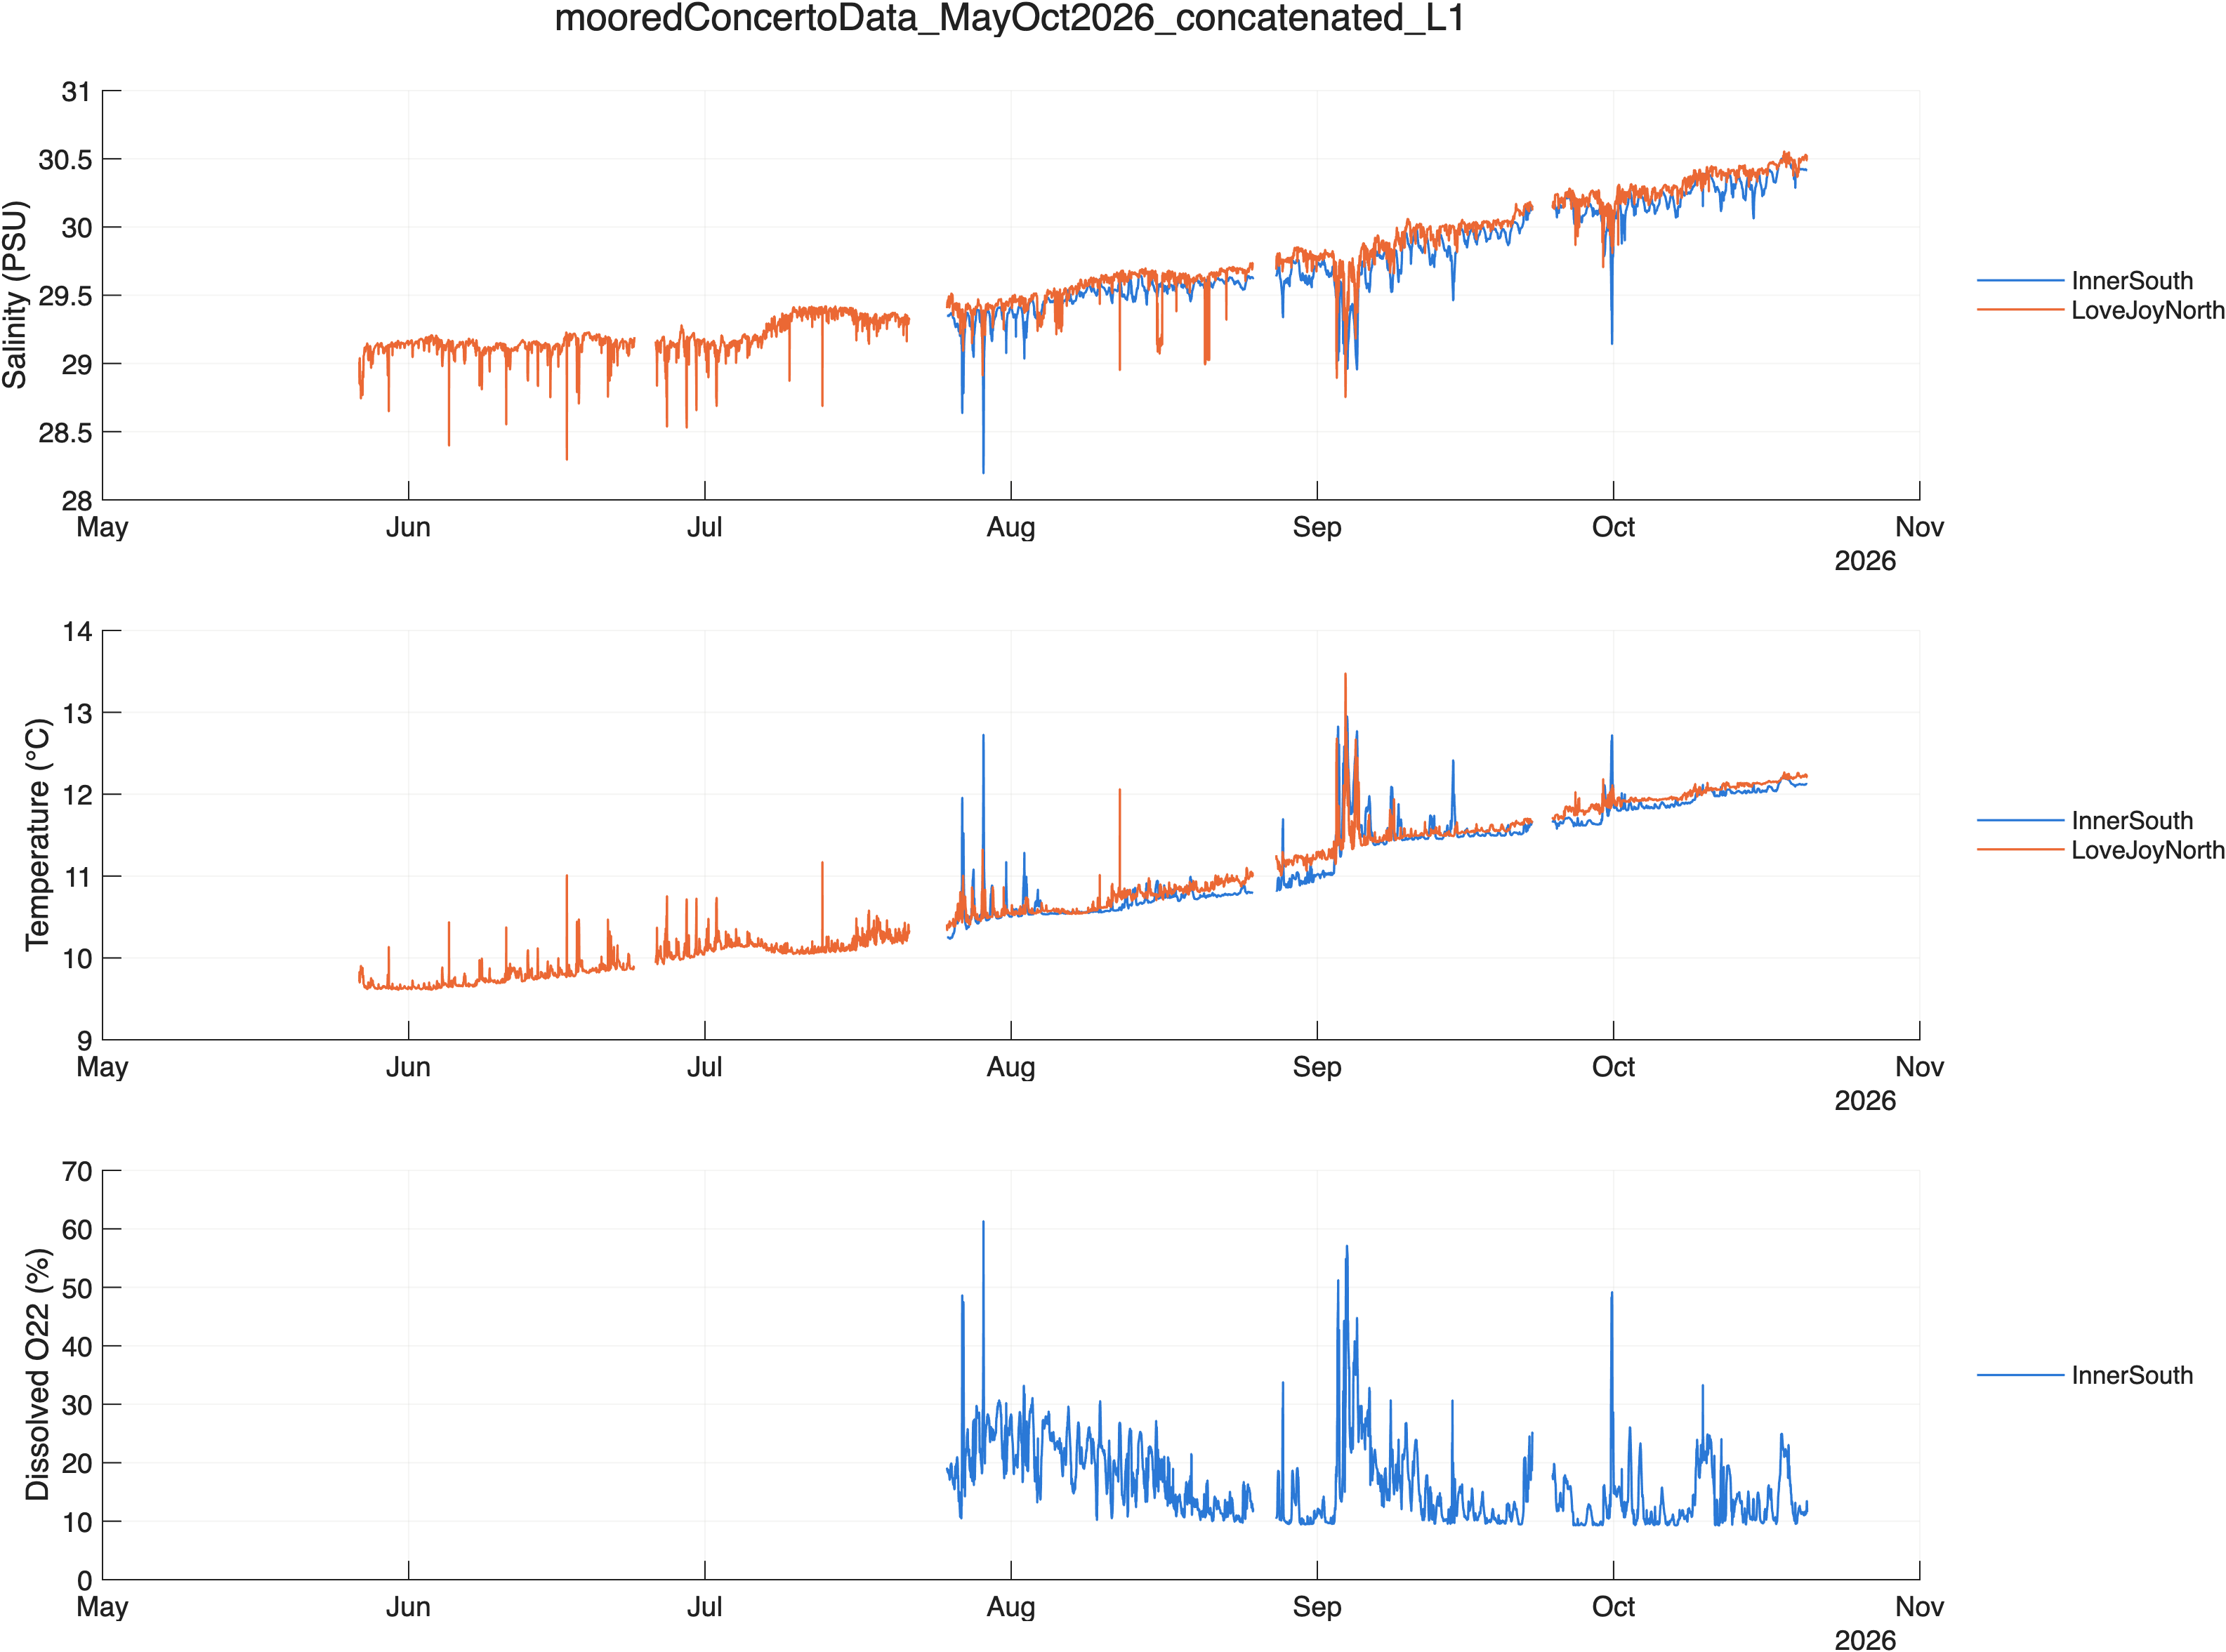 mooredConcertoData_MayOct2026_concatenated_L1
Salinity (PSU)
31
30.5
30
29.5
29
28.5
28
May Jun Jul Aug Sep Oct Nov
2026
InnerSouth
LoveJoyNorth
Temperature (°C)
14
13
12
11
10
9
May Jun Jul Aug Sep Oct Nov
2026
InnerSouth
LoveJoyNorth
Dissolved O22 (%)
70
60
50
40
30
20
10
0
May Jun Jul Aug Sep Oct Nov
2026
InnerSouth